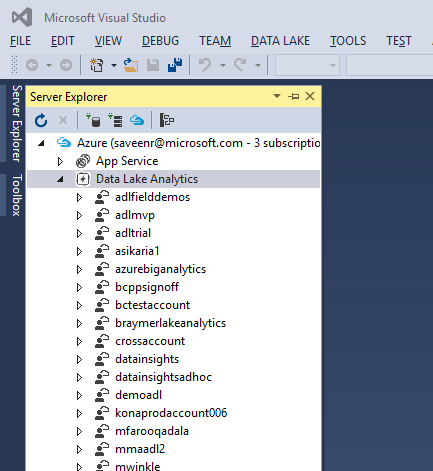 Microsoft Visual Studio
FILE EDIT VIEW DEBUG TEAM DATA LAKE TOOLS TEST
Server Explorer
Toolbox
Server Explorer
Azure (saveenr@microsoft.com - 3 subscriptio
App Service
Data Lake Analytics
adlfielddemos
adlmvp
adltrial
asikaria1
azurebiganalytics
bcppsignoff
bctestaccount
braymerlakeanalytics
crossaccount
datainsights
datainsightsadhoc
demoadl
konaprodaccount006
mfarooqadala
mmaadl2
mwinkle